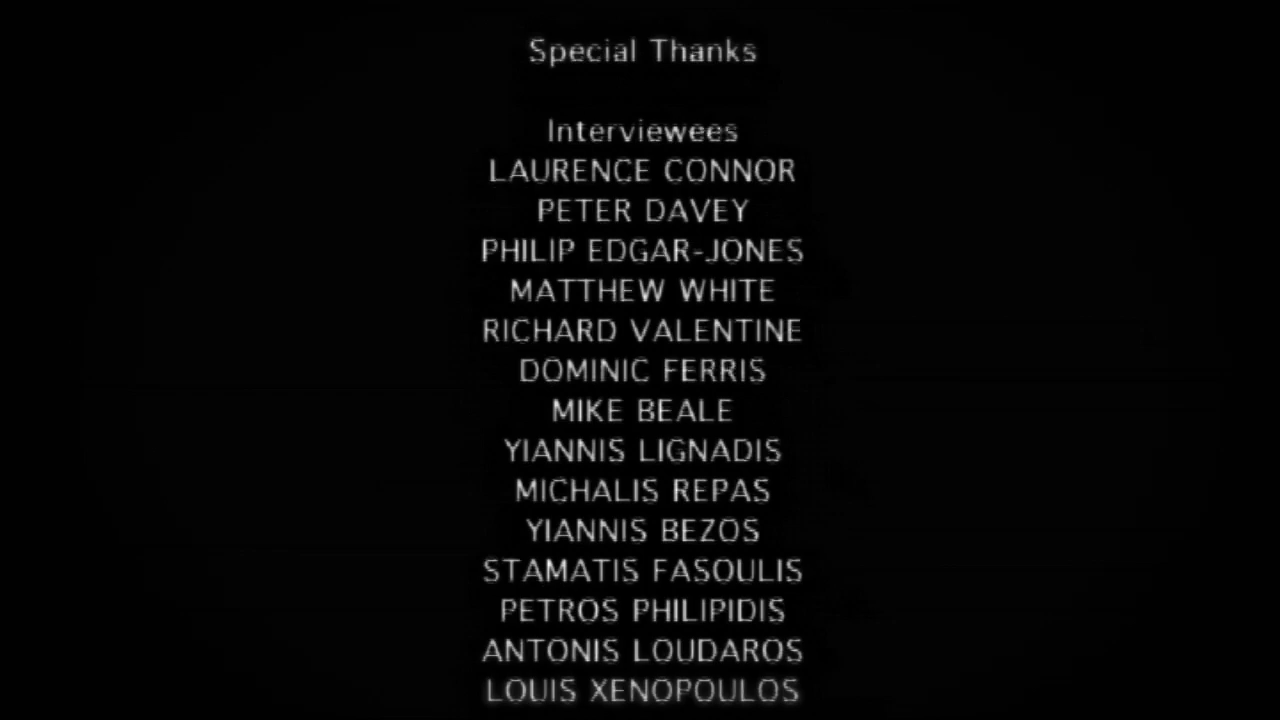 Special Thanks
Interviewees
LAURENCE CONNOR
PETER DAVEY
PHILIP EDGAR-JONES
MATTHEW WHITE
RICHARD VALENTINE
DOMINIC FERRIS
MIKE BEALE
YIANNIS LIGNADIS
MICHALIS REPAS
YIANNIS BEZOS
STAMATIS FASOULIS
PETROS PHILIPIDIS
ANTONIS LOUDAROS
LOUIS XENOPOULOS